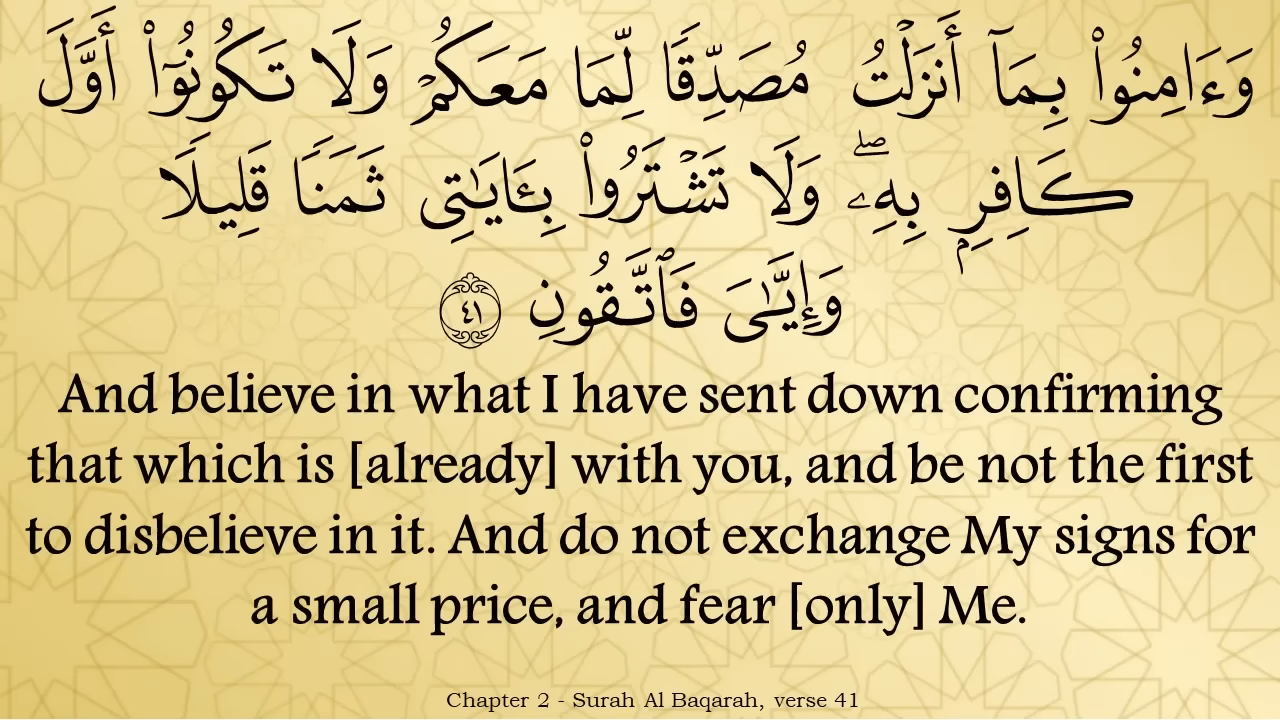 وَءَامِنُوا۟ بِمَآ أَنزَلْتُ مُصَدِّقًا لِّمَا مَعَكُمْ وَلَا تَكُونُوٓا۟ أَوَّلَ
كَافِرٍۭ بِهِۦ ۖ وَلَا تَشْتَرُوا۟ بِـَٔايَـٰتِى ثَمَنًا قَلِيلًا
وَإِيَّـٰىَ فَٱتَّقُونِ ٤١
And believe in what I have sent down confirming
that which is [already] with you, and be not the first
to disbelieve in it. And do not exchange My signs for
a small price, and fear [only] Me.
Chapter 2 - Surah Al Baqarah, verse 41